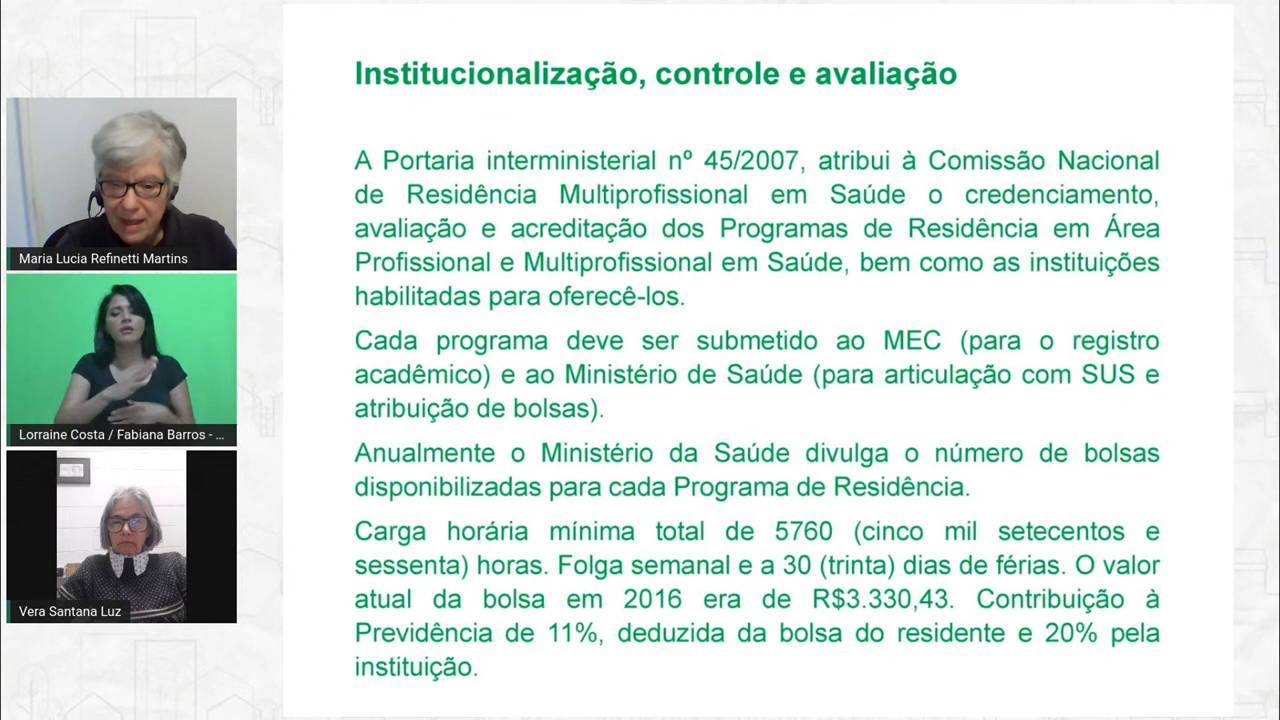 Institucionalização, controle e avaliação
A Portaria interministerial nº 45/2007, atribui à Comissão Nacional
de Residência Multiprofissional em Saúde o credenciamento,
avaliação e acreditação dos Programas de Residência em Área
Profissional e Multiprofissional em Saúde, bem como as instituições
habilitadas para oferecê-los.
Cada programa deve ser submetido ao MEC (para o registro
acadêmico) e ao Ministério de Saúde (para articulação com SUS e
atribuição de bolsas).
Anualmente o Ministério da Saúde divulga o número de bolsas
disponibilizadas para cada Programa de Residência.
Carga horária mínima total de 5760 (cinco mil setecentos e
sessenta) horas. Folga semanal e a 30 (trinta) dias de férias. O valor
atual da bolsa em 2016 era de R$3.330,43. Contribuição à
Previdência de 11%, deduzida da bolsa do residente e 20% pela
instituição.
Maria Lucia Refinetti Martins
Lorraine Costa / Fabiana Barros - ...
Vera Santana Luz